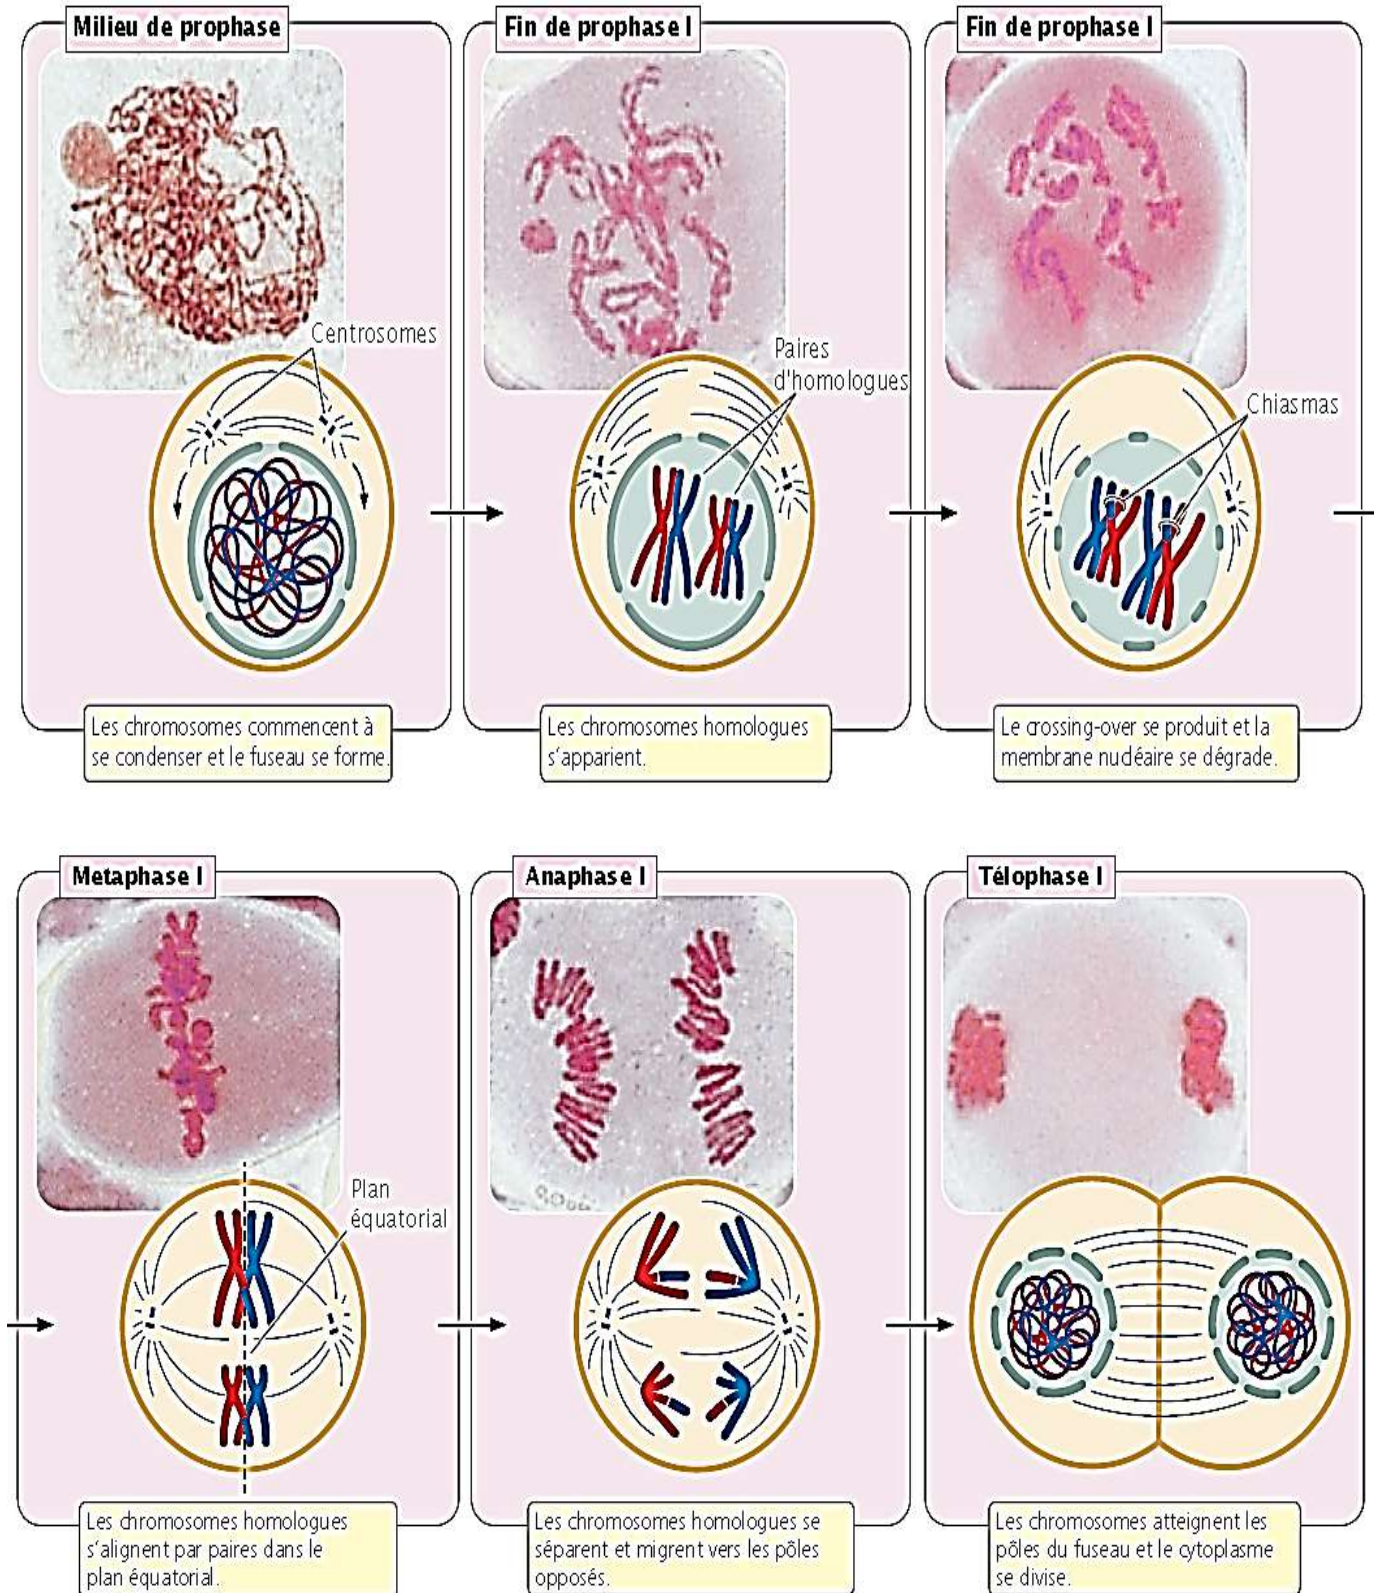 Milieu de prophase
Centrosomes
Les chromosomes commencent à
se condenser et le fuseau se forme.
Fin de prophase I
Paires
d'homologues
Les chromosomes homologues
s'apparient.
Fin de prophase I
Chiasmas
Le crossing-over se produit et la
membrane nucléaire se dégrade.
Metaphase I
Plan
équatorial
Les chromosomes homologues
s'alignent par paires dans le
plan équatorial.
Anaphase I
Les chromosomes homologues se
séparent et migrent vers les pôles
opposés.
Télophase I
Les chromosomes atteignent les
pôles du fuseau et le cytoplasme
se divise.